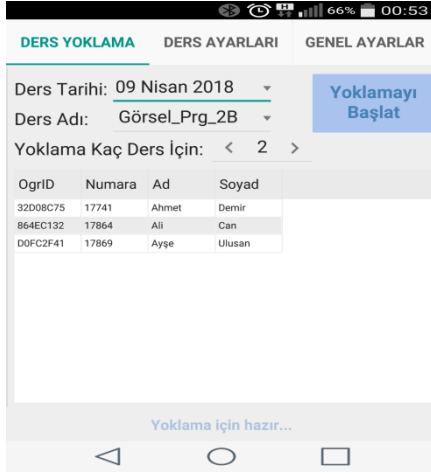 H 66% 00:53
DERS YOKLAMA DERS AYARLARI GENEL AYARLAR
Ders Tarihi: 09 Nisan 2018
Yoklamayı Başlat
Ders Adı: Görsel_Prg_2B
Yoklama Kaç Ders İçin: < 2 >
OgrID Numara Ad Soyad
32D08C75 17741 Ahmet Demir
864EC132 17864 Ali Can
D0FC2F41 17869 Ayşe Ulusan
Yoklama için hazır...